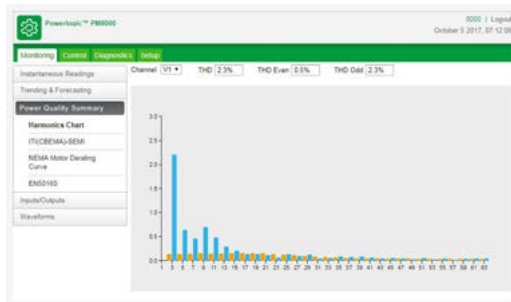 Powerlogic™ PM8000
8000 | Logout
October 5 2017, 07:12:08
Monitoring Control Diagnostics Setup
Instantaneous Readings
Trending & Forecasting
Power Quality Summary
Harmonics Chart
ITI(CBEMA)-SEMI
NEMA Motor Derating
Curve
EN50160
Inputs/Outputs
Waveforms
Channel V1 THD 2.3% THD Even 0.5% THD Odd 2.3%
3.0
2.5
2.0
1.5
1.0
0.5
0.0
1 3 5 7 9 11 13 15 17 19 21 23 25 27 29 31 33 35 37 39 41 43 45 47 49 51 53 55 57 59 61 63